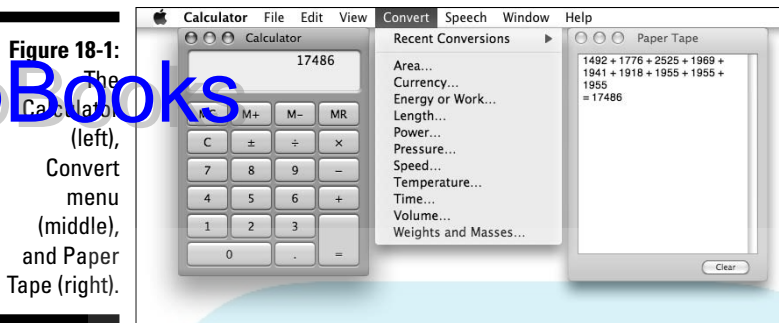 Figure 18-1:
The
Calculator
(left),
Convert
menu
(middle),
and Paper
Tape (right).
oBooks
Calculator File Edit View Convert Speech Window Help
Calculator
17486
MC M+ M- MR
C ± ÷ ×
7 8 9 −
4 5 6 +
1 2 3
0 . =
Recent Conversions ▶
Area...
Currency...
Energy or Work...
Length...
Power...
Pressure...
Speed...
Temperature...
Time...
Volume...
Weights and Masses...
Paper Tape
1492 + 1776 + 2525 + 1969 +
1941 + 1918 + 1955 + 1955 +
1955
= 17486
Clear